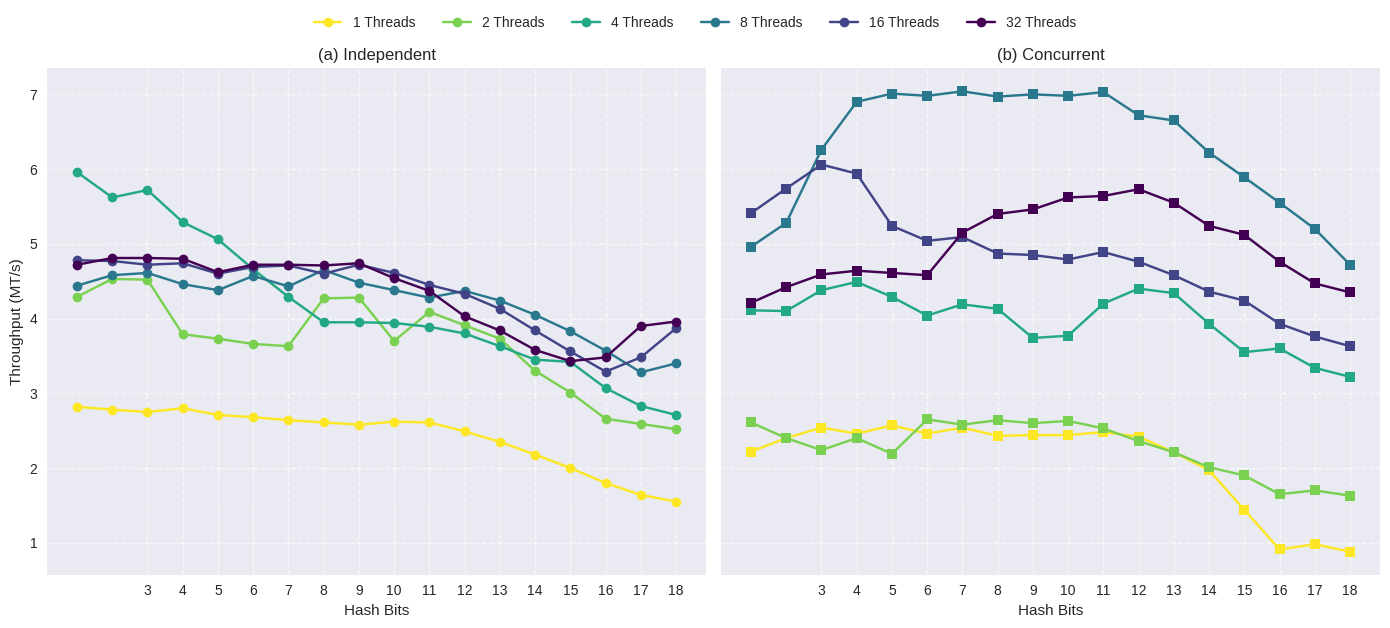 1 Threads 2 Threads 4 Threads 8 Threads 16 Threads 32 Threads
(a) Independent
(b) Concurrent
Throughput (MT/s)
7
6
5
4
3
2
1
3 4 5 6 7 8 9 10 11 12 13 14 15 16 17 18
3 4 5 6 7 8 9 10 11 12 13 14 15 16 17 18
Hash Bits
Hash Bits